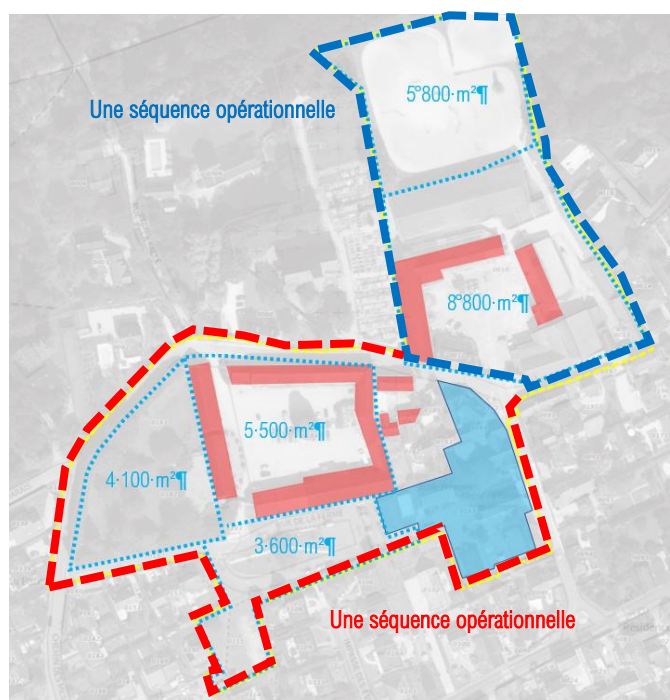 5°800·m²¶
Une séquence opérationnelle
8°800·m²¶
5·500·m²¶
4·100·m²¶
3·600·m²¶
Une séquence opérationnelle